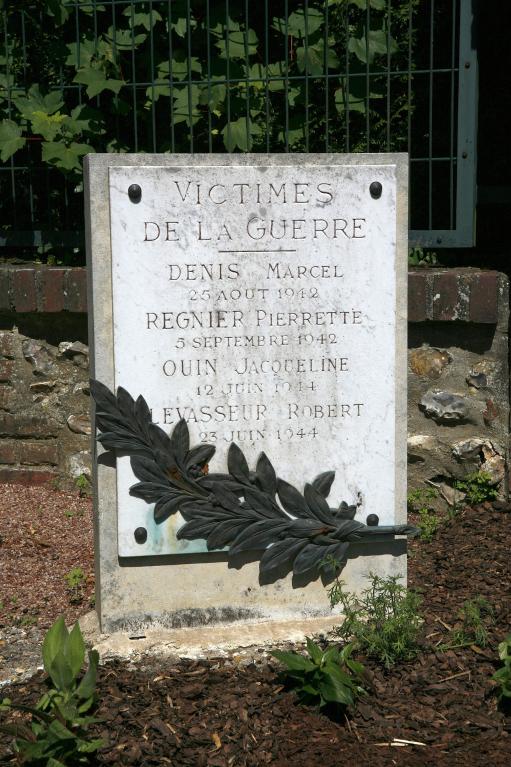 VICTIMES
DE LA GUERRE
DENIS MARCEL
25 AOUT 1942
REGNIER PIERRETTE
5 SEPTEMBRE 1942
OUIN JACQUELINE
12 JUIN 1944
LEVASSEUR ROBERT
23 JUIN 1944